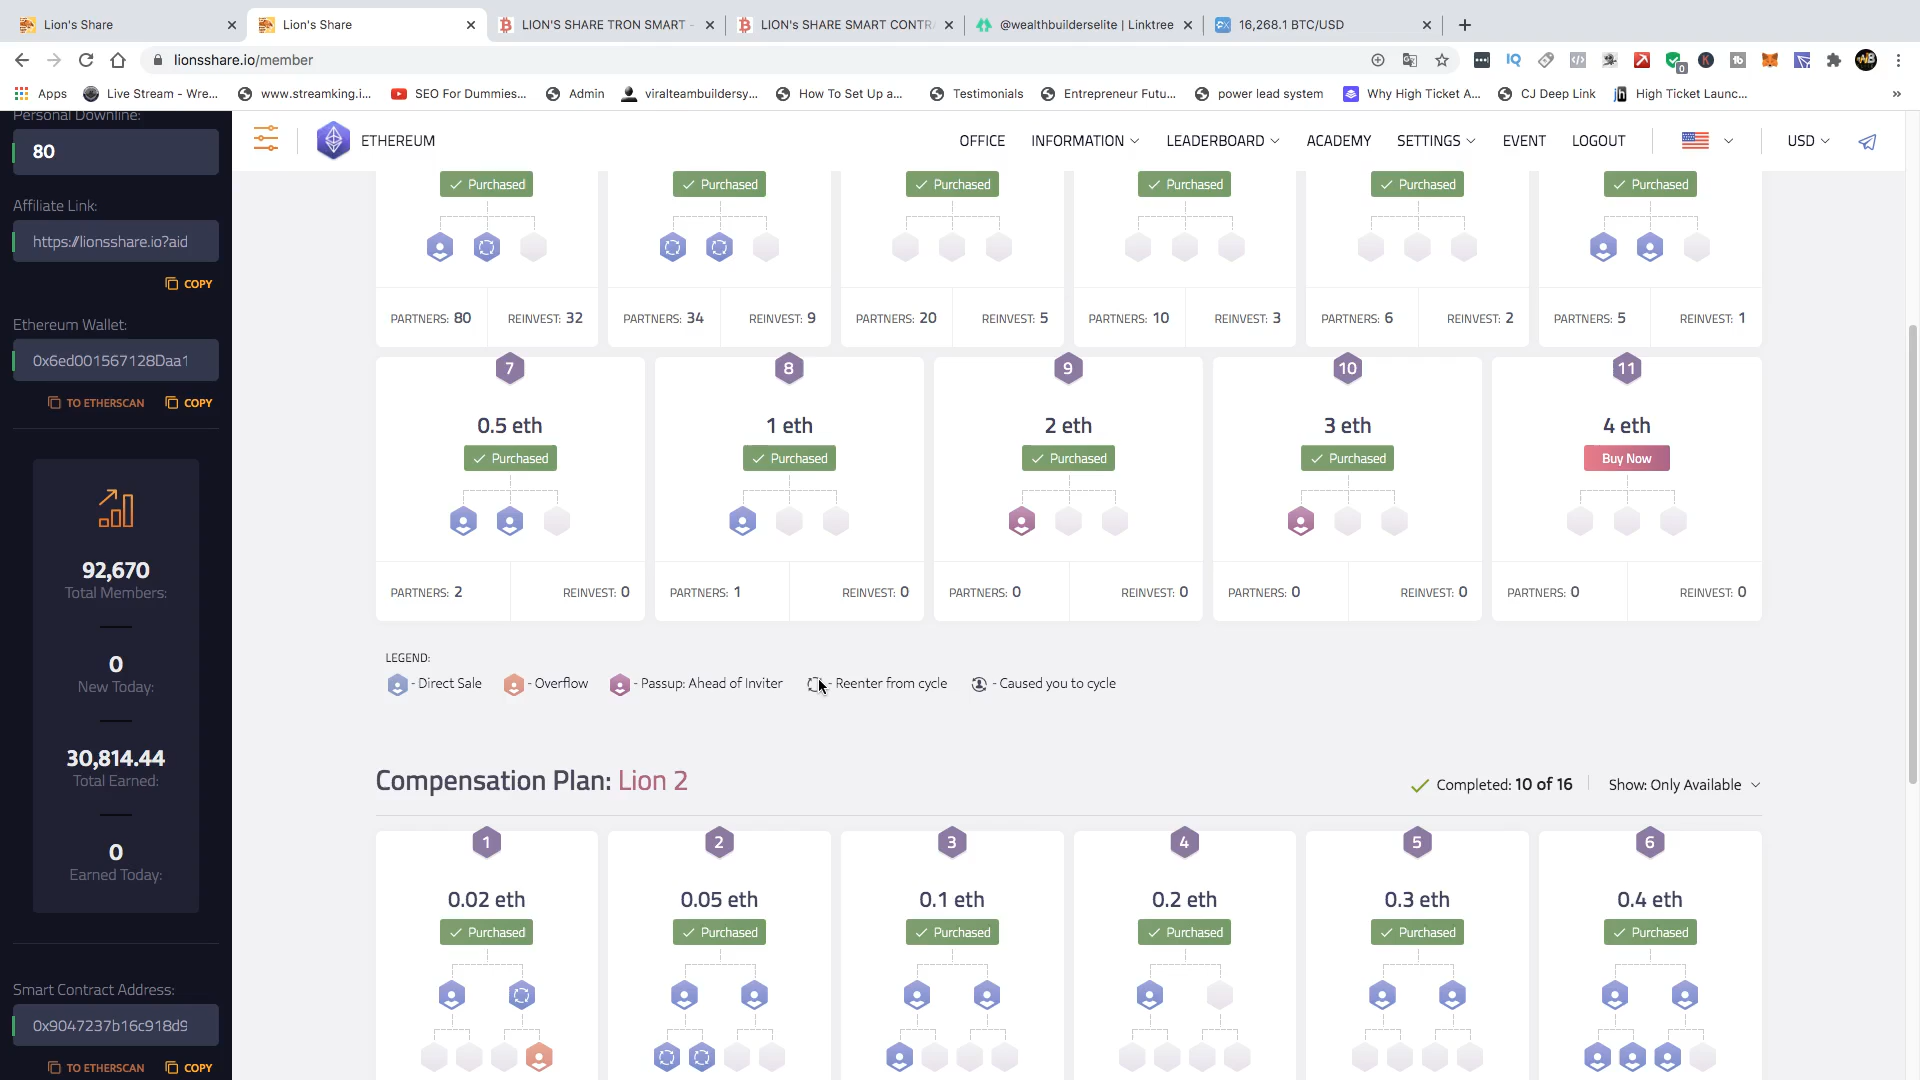 Lion's Share
Lion's Share
LION'S SHARE TRON SMART -
LION's SHARE SMART CONTRA
@wealthbuilderselite | Linktree
16,268.1 BTC/USD
lionsshare.io/member
Apps
Live Stream - Wre...
www.streamking.i...
SEO For Dummies...
Admin
viralteambuildersy...
How To Set Up a...
Testimonials
Entrepreneur Futu...
power lead system
Why High Ticket A...
CJ Deep Link
High Ticket Launc...
»
Personal Downline:
80
Affiliate Link:
https://lionsshare.io?aid
COPY
Ethereum Wallet:
0x6ed001567128Daa1
TO ETHERSCAN
COPY
92,670
Total Members:
0
New Today:
30,814.44
Total Earned:
0
Earned Today:
Smart Contract Address:
0x9047237b16c918d9
TO ETHERSCAN
COPY
ETHEREUM
OFFICE
INFORMATION
LEADERBOARD
ACADEMY
SETTINGS
EVENT
LOGOUT
USD
Purchased
Purchased
Purchased
Purchased
Purchased
Purchased
PARTNERS: 80
REINVEST: 32
PARTNERS: 34
REINVEST: 9
PARTNERS: 20
REINVEST: 5
PARTNERS: 10
REINVEST: 3
PARTNERS: 6
REINVEST: 2
PARTNERS: 5
REINVEST: 1
7
8
9
10
11
0.5 eth
1 eth
2 eth
3 eth
4 eth
Purchased
Purchased
Purchased
Purchased
Buy Now
PARTNERS: 2
REINVEST: 0
PARTNERS: 1
REINVEST: 0
PARTNERS: 0
REINVEST: 0
PARTNERS: 0
REINVEST: 0
PARTNERS: 0
REINVEST: 0
LEGEND:
- Direct Sale
- Overflow
- Passup: Ahead of Inviter
- Reenter from cycle
- Caused you to cycle
Compensation Plan: Lion 2
Completed: 10 of 16
Show: Only Available
1
2
3
4
5
6
0.02 eth
0.05 eth
0.1 eth
0.2 eth
0.3 eth
0.4 eth
Purchased
Purchased
Purchased
Purchased
Purchased
Purchased